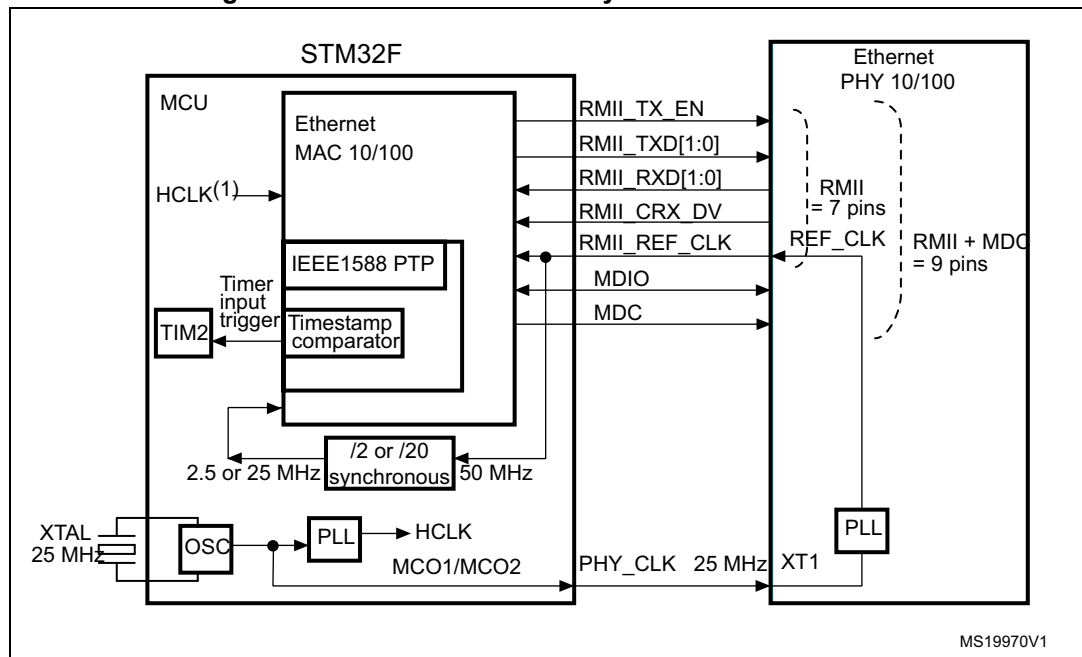 STM32F
MCU
Ethernet
MAC 10/100
HCLK(1)
IEEE1588 PTP
Timer
input
trigger
TIM2
Timestamp
comparator
/2 or /20
synchronous
2.5 or 25 MHz
50 MHz
XTAL
25 MHz
OSC
PLL
HCLK
MCO1/MCO2
RMII_TX_EN
RMII_TXD[1:0]
RMII_RXD[1:0]
RMII_CRX_DV
RMII_REF_CLK
MDIO
MDC
PHY_CLK 25 MHz
Ethernet
PHY 10/100
RMII
= 7 pins
REF_CLK
RMII + MDC
= 9 pins
PLL
XT1
MS19970V1